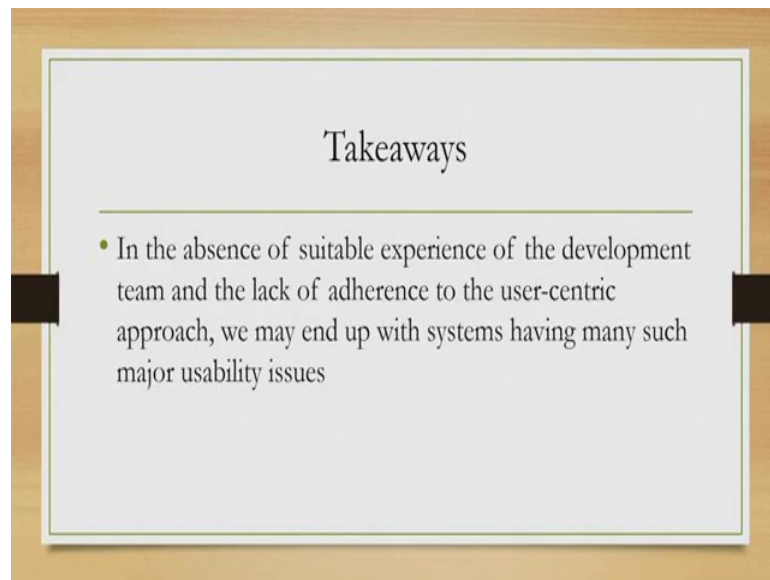 Takeaways
• In the absence of suitable experience of the development
team and the lack of adherence to the user-centric
approach, we may end up with systems having many such
major usability issues